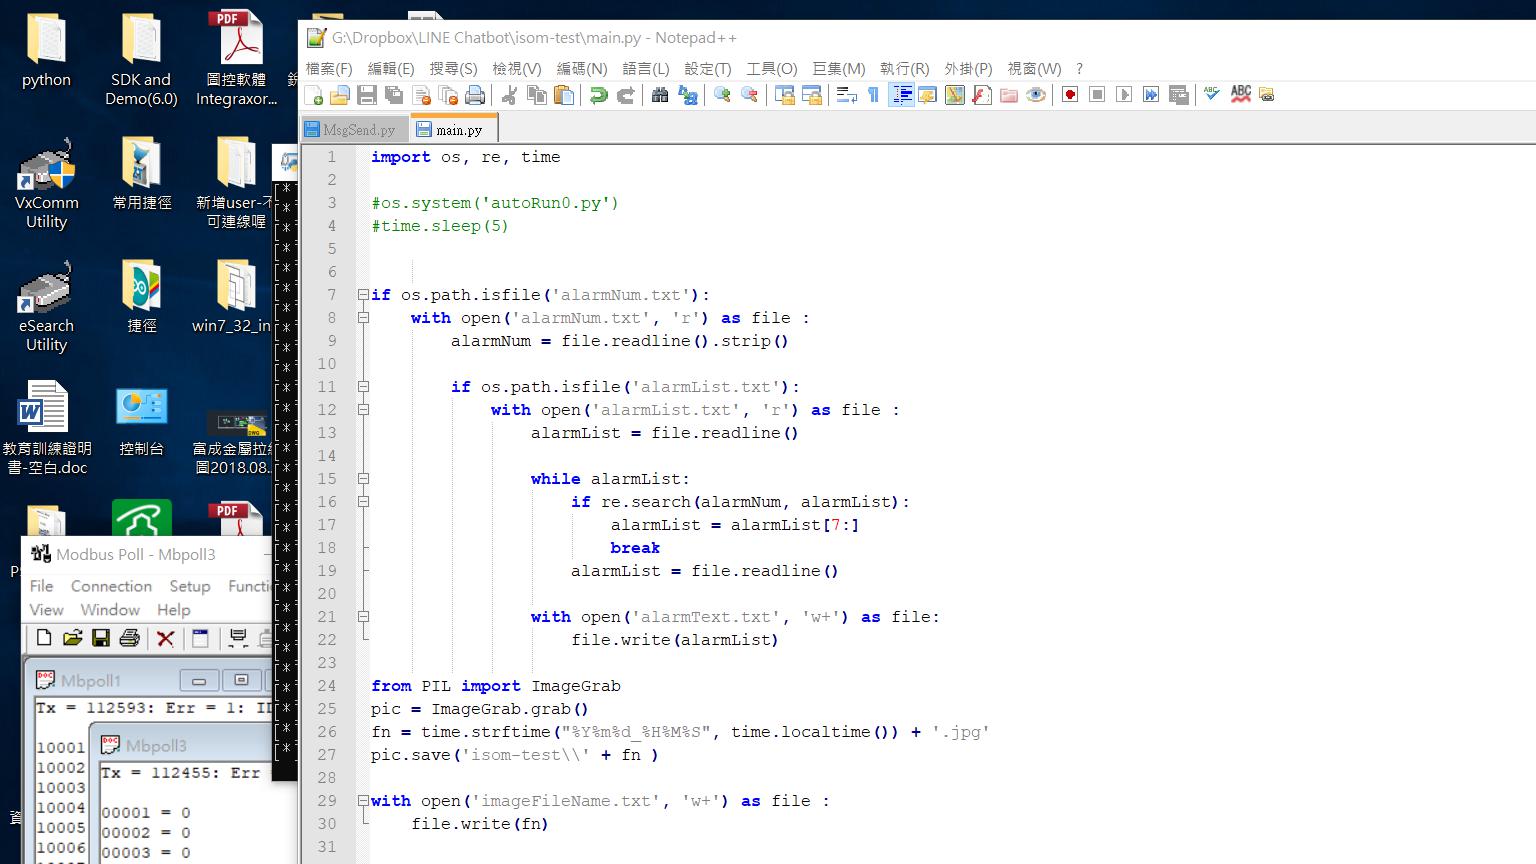 python
SDK and
Demo(6.0)
圖控軟體
Integraxor...
VxComm
Utility
常用捷徑
新增user-不
可連線喔
eSearch
Utility
捷徑
win7_32_in
教育訓練證明
書-空白.doc
控制台
富成金屬拉
圖2018.08..
G:\Dropbox\LINE Chatbot\isom-test\main.py - Notepad++
檔案(F) 編輯(E) 搜尋(S) 檢視(V) 編碼(N) 語言(L) 設定(T) 工具(O) 巨集(M) 執行(R) 外掛(P) 視窗(W) ?
MsgSend.py main.py
1 import os, re, time
2
3 #os.system('autoRun0.py')
4 #time.sleep(5)
5
6
7 if os.path.isfile('alarmNum.txt'):
8 with open('alarmNum.txt', 'r') as file :
9 alarmNum = file.readline().strip()
10
11 if os.path.isfile('alarmList.txt'):
12 with open('alarmList.txt', 'r') as file :
13 alarmList = file.readline()
14
15 while alarmList:
16 if re.search(alarmNum, alarmList):
17 alarmList = alarmList[7:]
18 break
19 alarmList = file.readline()
20
21 with open('alarmText.txt', 'w+') as file:
22 file.write(alarmList)
23
24 from PIL import ImageGrab
25 pic = ImageGrab.grab()
26 fn = time.strftime("%Y%m%d_%H%M%S", time.localtime()) + '.jpg'
27 pic.save('isom-test\\' + fn )
28
29 with open('imageFileName.txt', 'w+') as file :
30 file.write(fn)
31
Modbus Poll - Mbpoll3
File Connection Setup Functi
View Window Help
Mbpoll1
Tx = 112593: Err = 1: ID
10001
10002
10003
10004
10005
10006
Mbpoll3
Tx = 112455: Err
00001 = 0
00002 = 0
00003 = 0